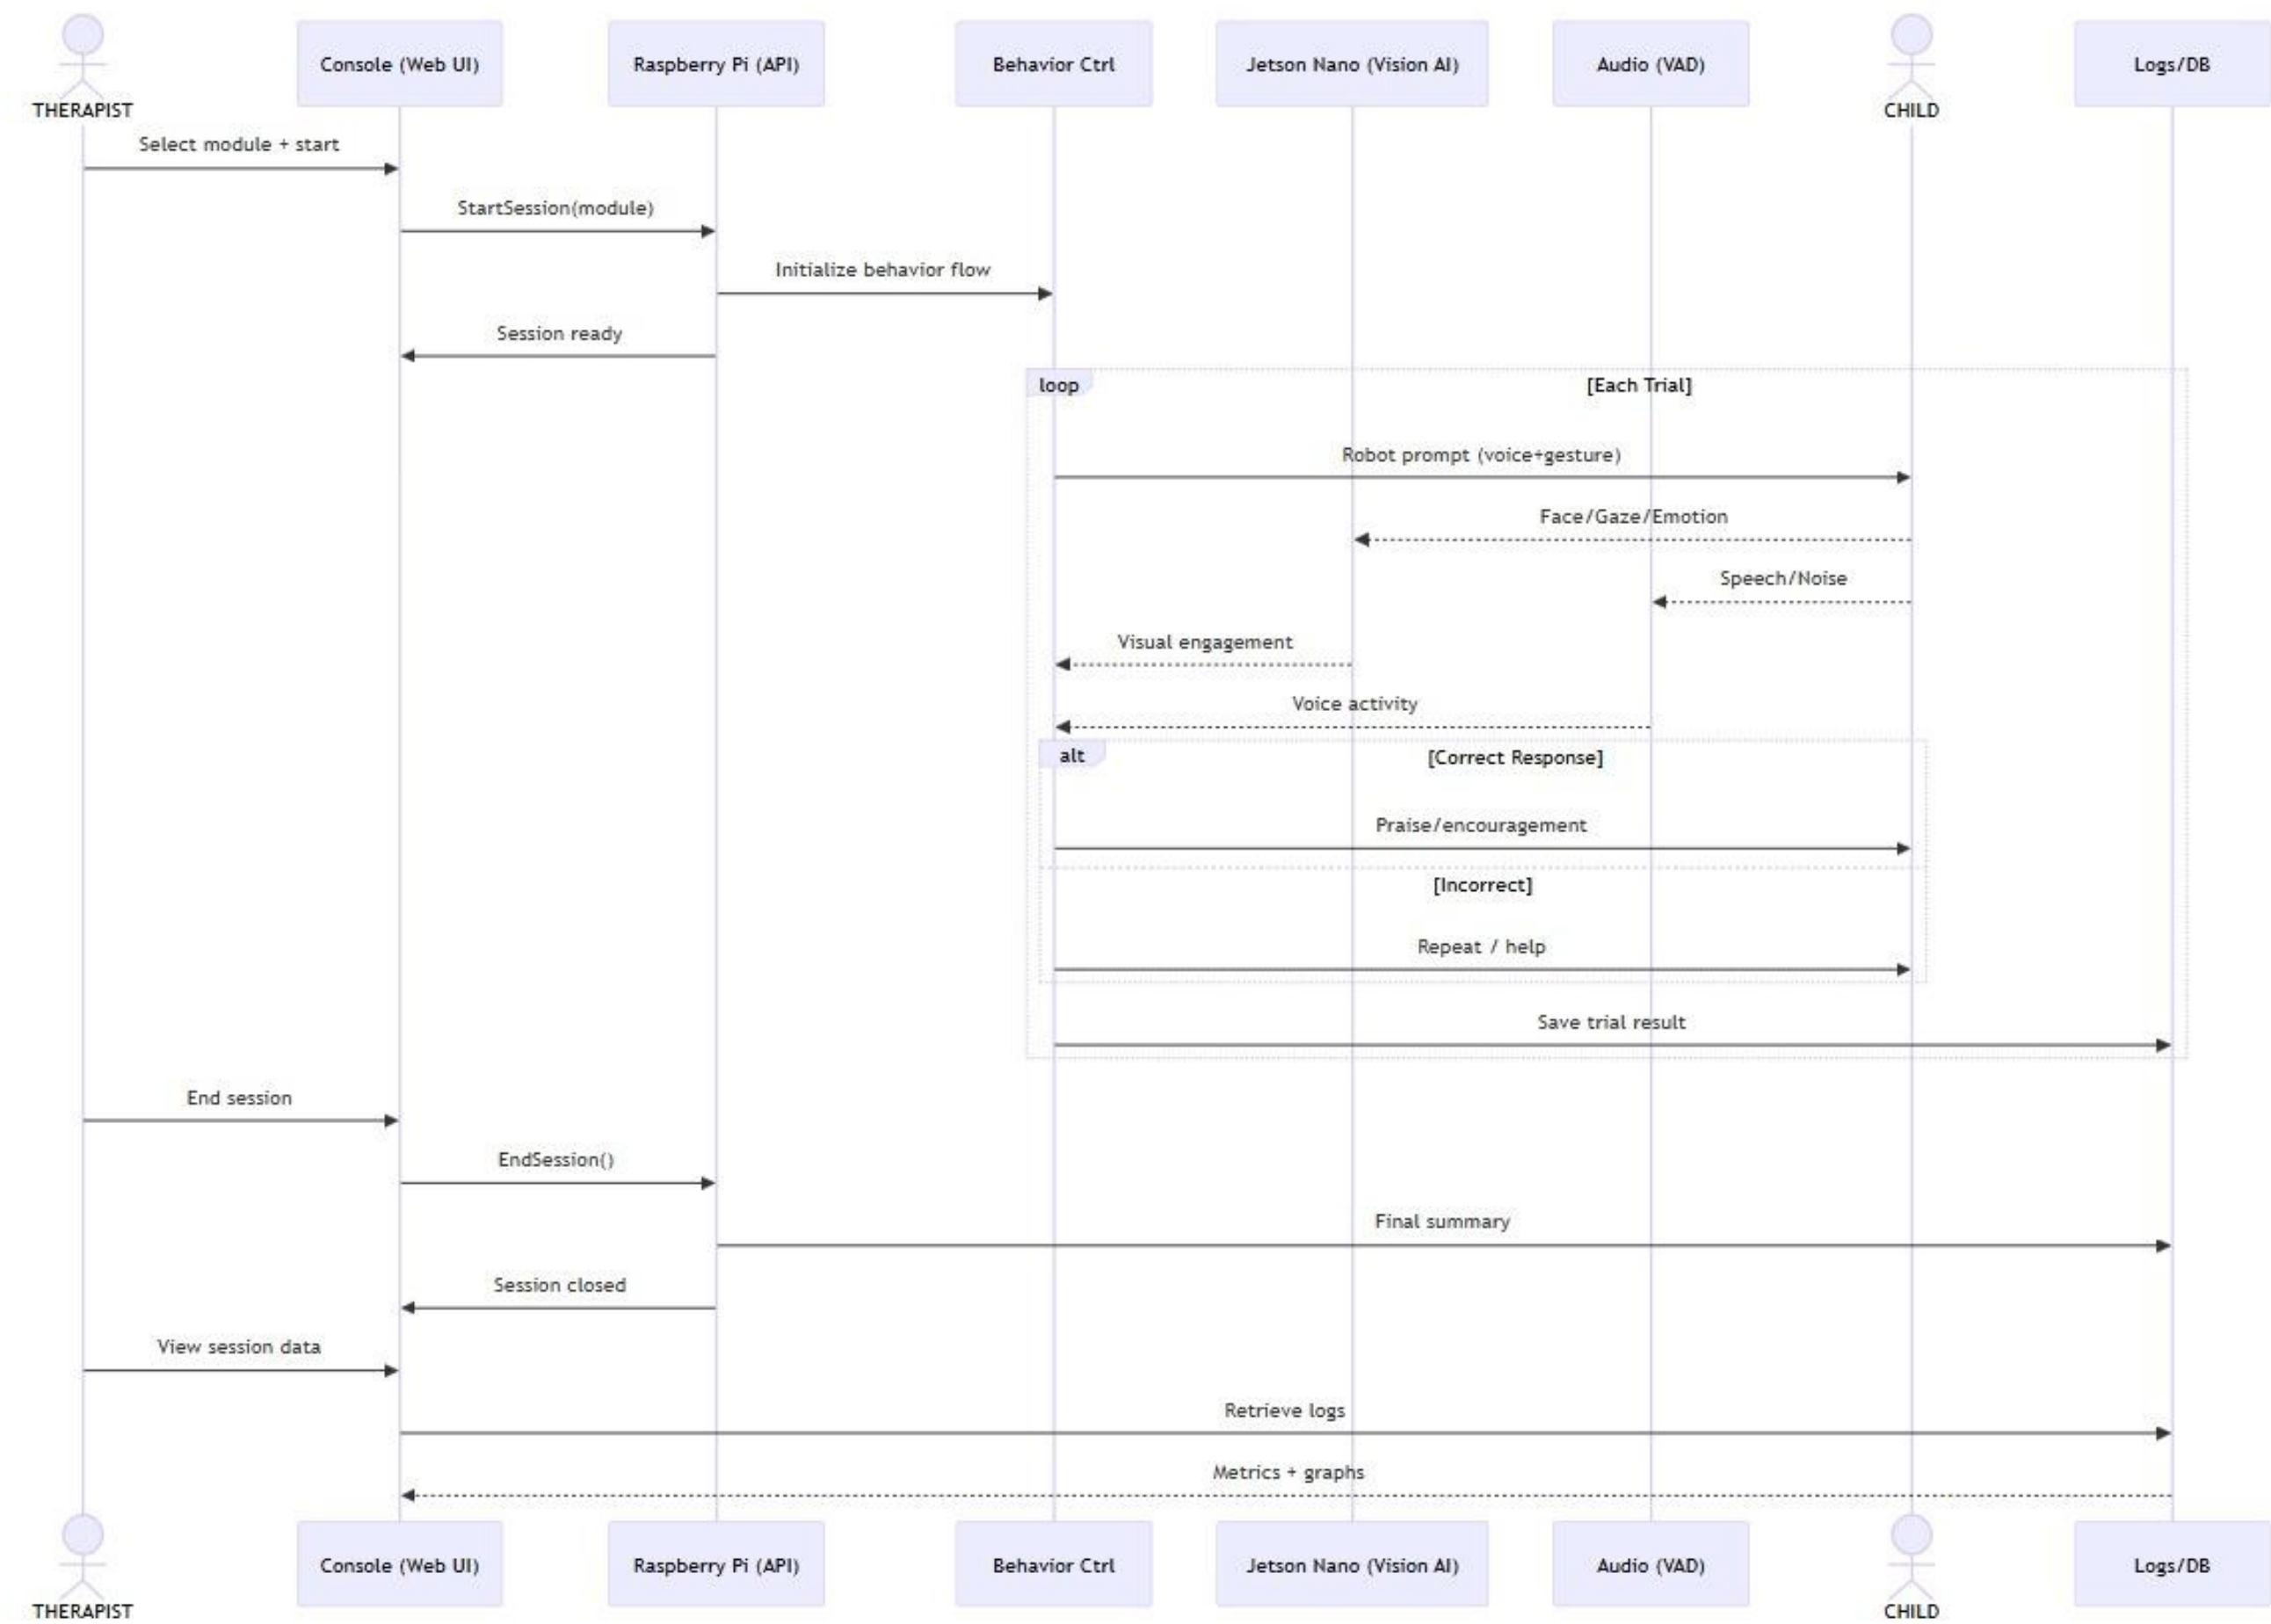 Console (Web UI)
Raspberry Pi (API)
Behavior Ctrl
Jetson Nano (Vision AI)
Audio (VAD)
Logs/DB
THERAPIST
CHILD
Select module + start
StartSession(module)
Initialize behavior flow
Session ready
loop
[Each Trial]
Robot prompt (voice+gesture)
Face/Gaze/Emotion
Speech/Noise
Visual engagement
Voice activity
alt
[Correct Response]
Praise/encouragement
[Incorrect]
Repeat / help
Save trial result
End session
EndSession()
Final summary
Session closed
View session data
Retrieve logs
Metrics + graphs
Console (Web UI)
Raspberry Pi (API)
Behavior Ctrl
Jetson Nano (Vision AI)
Audio (VAD)
Logs/DB
THERAPIST
CHILD